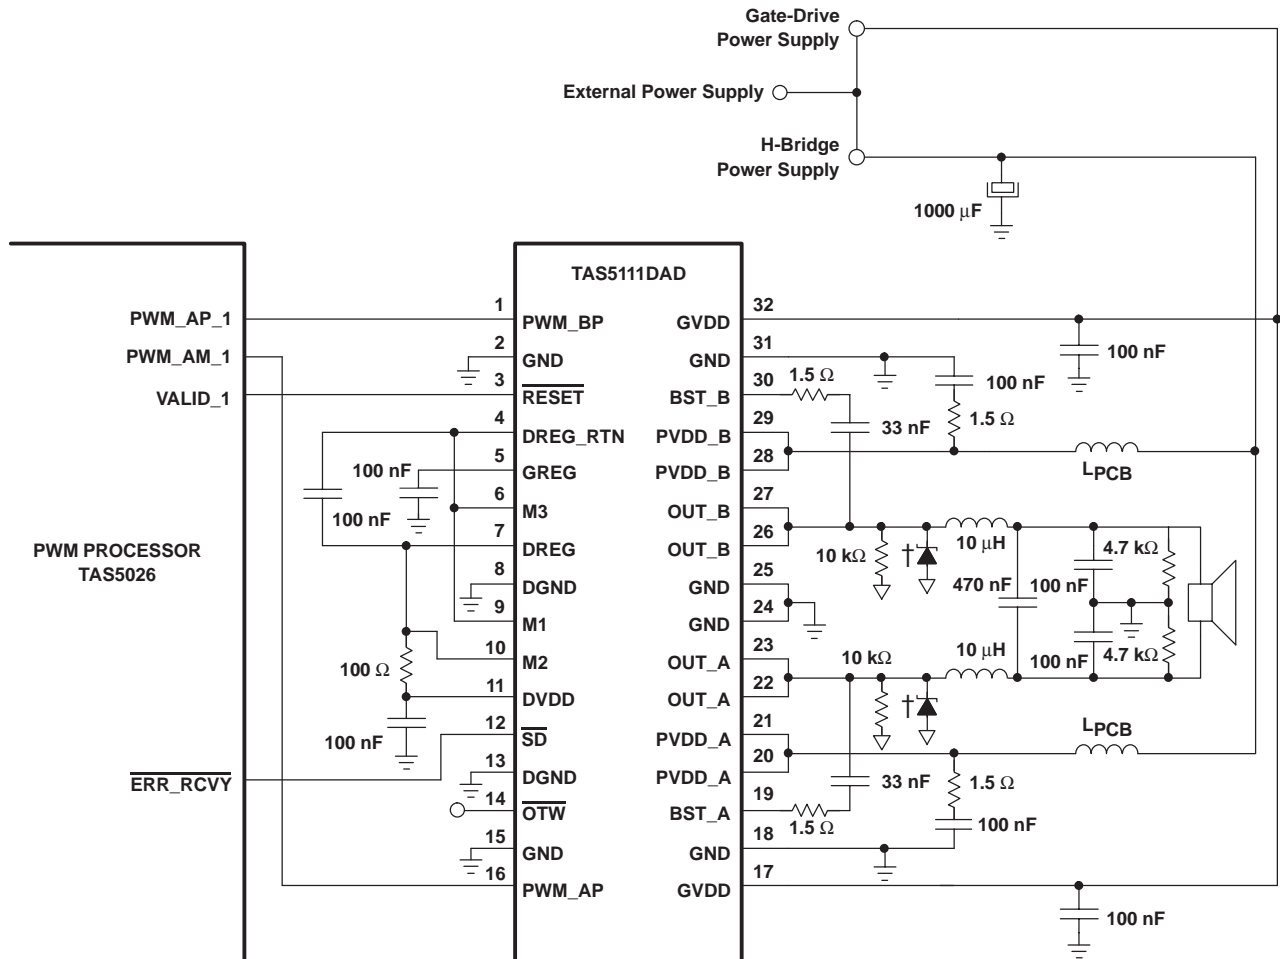 Gate-Drive
Power Supply
External Power Supply
H-Bridge
Power Supply
1000 μF
PWM PROCESSOR
TAS5026
PWM_AP_1
PWM_AM_1
VALID_1
ERR_RCVY
TAS5111DAD
1 PWM_BP
2 GND
3 RESET
4 DREG_RTN
5 GREG
6 M3
7 DREG
8 DGND
9 M1
10 M2
11 DVDD
12 SD
13 DGND
14 OTW
15 GND
16 PWM_AP
100 nF
100 nF
100 Ω
100 nF
32 GVDD
31 GND
30 BST_B
29 PVDD_B
28 PVDD_B
27 OUT_B
26 OUT_B
25 GND
24 GND
23 OUT_A
22 OUT_A
21 PVDD_A
20 PVDD_A
19 BST_A
18 GND
17 GVDD
100 nF
1.5 Ω
100 nF
33 nF
1.5 Ω
LPCB
10 kΩ
†
10 μH
4.7 kΩ
470 nF
100 nF
10 kΩ
†
10 μH
100 nF
4.7 kΩ
LPCB
33 nF
1.5 Ω
1.5 Ω
100 nF
100 nF